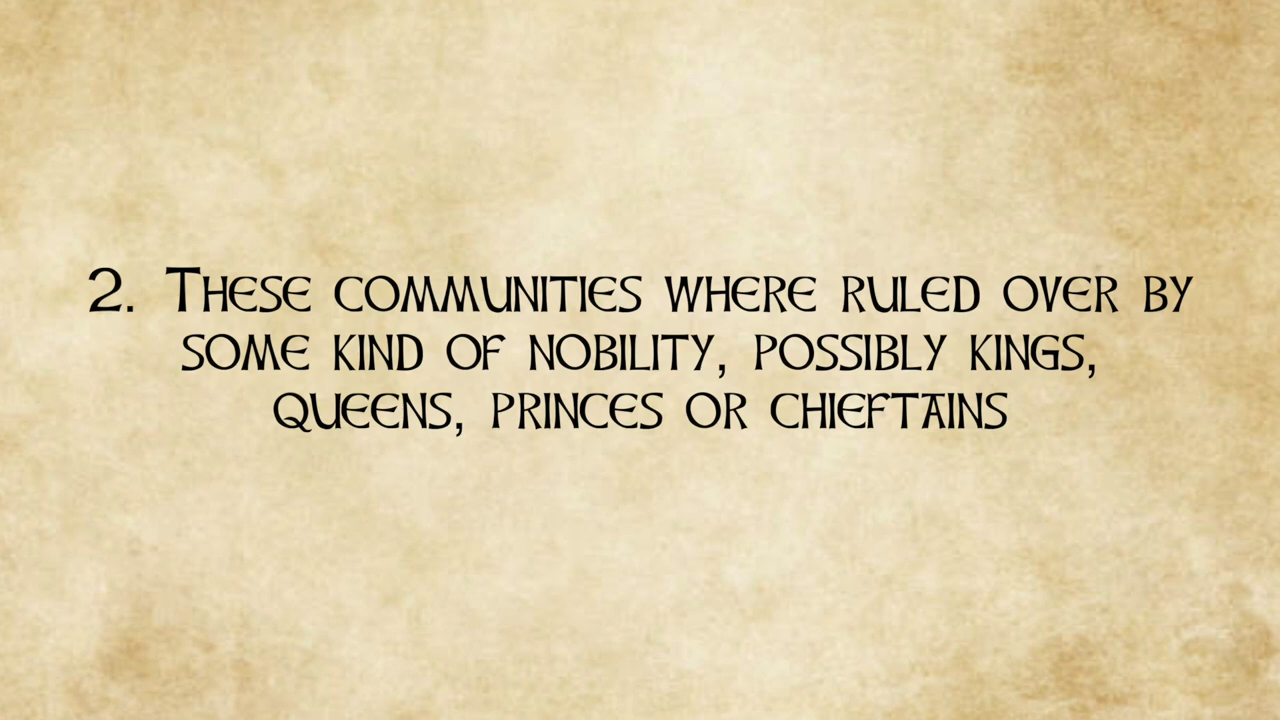 2. These communities where ruled over by
some kind of nobility, possibly kings,
queens, princes or chieftains